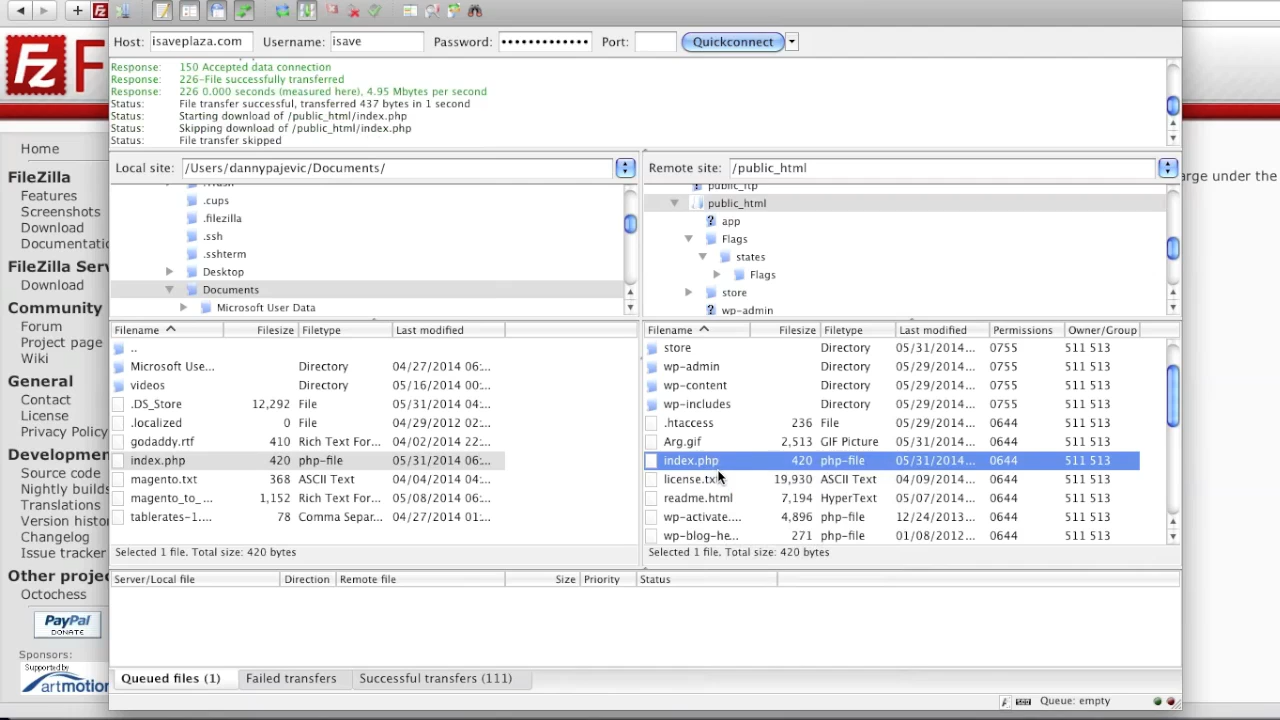 Host: isaveplaza.com Username: isave Password: •••••••••••••• Port: Quickconnect
Response: 150 Accepted data connection
Response: 226-File successfully transferred
Response: 226 0.000 seconds (measured here), 4.95 Mbytes per second
Status: File transfer successful, transferred 437 bytes in 1 second
Status: Starting download of /public_html/index.php
Status: Skipping download of /public_html/index.php
Status: File transfer skipped
Local site: /Users/dannypajevic/Documents/
.cups
.filezilla
.ssh
.sshterm
Desktop
Documents
Microsoft User Data
Remote site: /public_html
public_ftp
public_html
app
Flags
states
Flags
store
wp-admin
Filename Filesize Filetype Last modified
..
Microsoft Use... Directory 04/27/2014 06:...
videos Directory 05/16/2014 00:...
.DS_Store 12,292 File 05/31/2014 04:...
.localized 0 File 04/29/2012 02:...
godaddy.rtf 410 Rich Text For... 04/02/2014 22:...
index.php 420 php-file 05/31/2014 06:...
magento.txt 368 ASCII Text 04/04/2014 02:...
magento_to_... 1,152 Rich Text For... 05/08/2014 06:...
tablerates-1.... 78 Comma Separ... 04/27/2014 01:...
Selected 1 file. Total size: 420 bytes
Filename Filesize Filetype Last modified Permissions Owner/Group
store Directory 05/31/2014... 0755 511 513
wp-admin Directory 05/29/2014... 0755 511 513
wp-content Directory 05/29/2014... 0755 511 513
wp-includes Directory 05/29/2014... 0755 511 513
.htaccess 236 File 05/29/2014... 0644 511 513
Arg.gif 2,513 GIF Picture 05/31/2014... 0644 511 513
index.php 420 php-file 05/31/2014... 0644 511 513
license.txt 19,930 ASCII Text 04/09/2014... 0644 511 513
readme.html 7,194 HyperText 05/07/2014... 0644 511 513
wp-activate.... 4,896 php-file 12/24/2013... 0644 511 513
wp-blog-he... 271 php-file 01/08/2012... 0644 511 513
Selected 1 file. Total size: 420 bytes
Server/Local file Direction Remote file Size Priority Status
Queued files (1) Failed transfers Successful transfers (111)
Queue: empty
Fz F
Home
FileZilla
Features
Screenshots
Download
Documentatio
FileZilla Serv
Download
Community
Forum
Project page
Wiki
General
Contact
License
Privacy Policy
Developmen
Source code
Nightly builds
Translations
Version histo
Changelog
Issue tracker
Other projec
Octochess
PayPal
DONATE
Sponsors:
Supported by
artmotion
arge under the